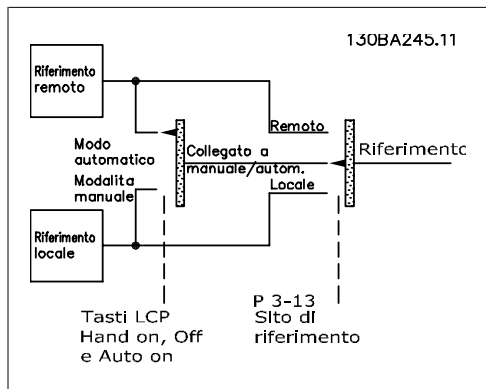 130BA245.11
Riferimento
remoto
Remoto
Modo
automatico
Collegato a
manuale/autom.
Riferimento
Modalita
manuale
Locale
Riferimento
locale
Tasti LCP
Hand on, Off
e Auto on
P 3-13
Sito di
riferimento